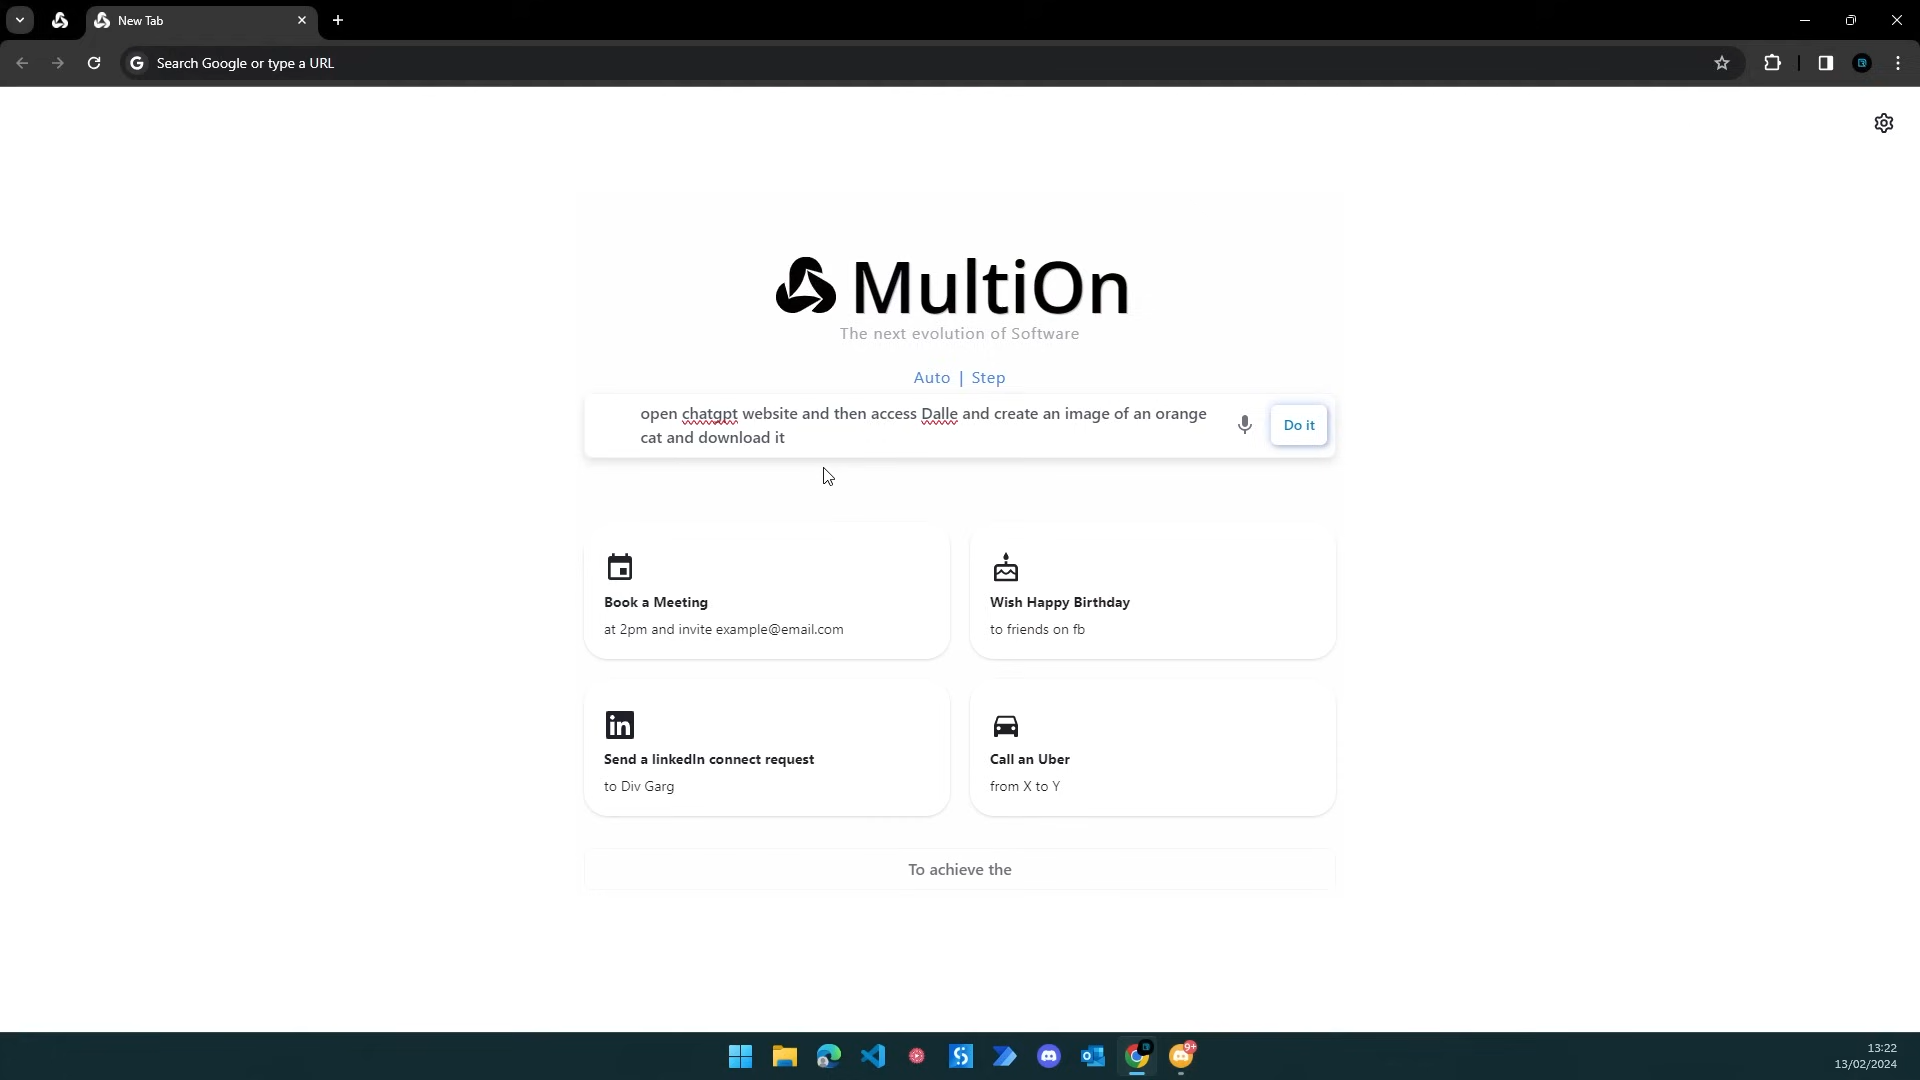 New Tab
Search Google or type a URL
MultiOn
The next evolution of Software
Auto | Step
open chatgpt website and then access Dalle and create an image of an orange
cat and download it
Do it
Book a Meeting
at 2pm and invite example@email.com
Wish Happy Birthday
to friends on fb
in
Send a linkedIn connect request
to Div Garg
Call an Uber
from X to Y
To achieve the
9+
13:22
13/02/2024